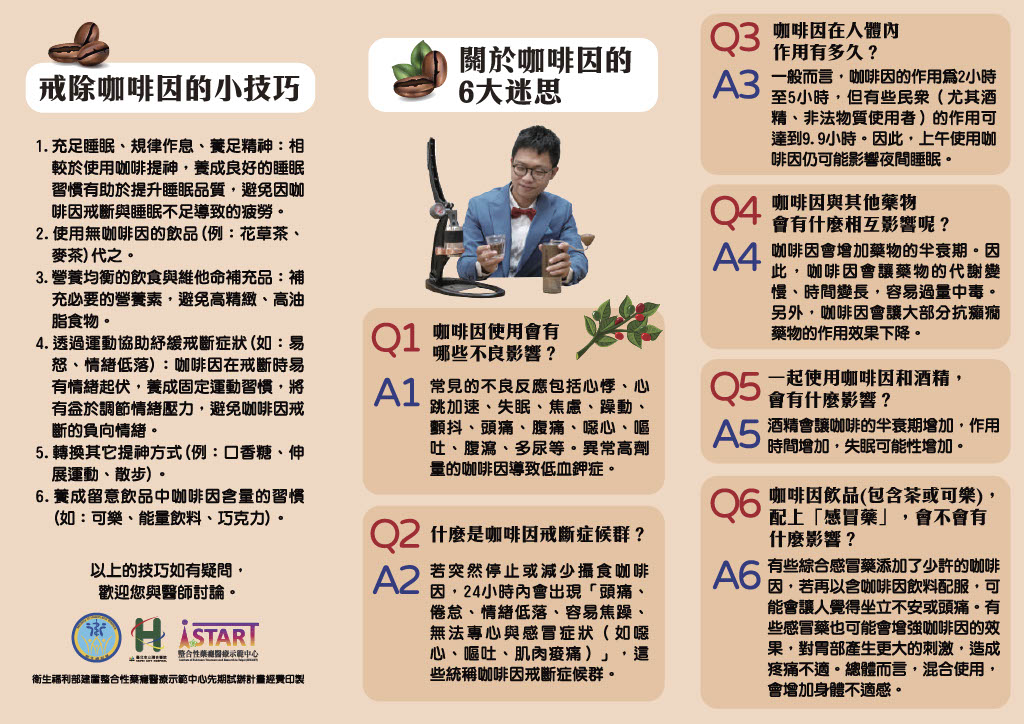 戒除咖啡因的小技巧
1. 充足睡眠、規律作息、養足精神：相
較於使用咖啡提神，養成良好的睡眠
習慣有助於提升睡眠品質，避免因咖
啡因戒斷與睡眠不足導致的疲勞。
2. 使用無咖啡因的飲品(例：花草茶、
麥茶)代之。
3. 營養均衡的飲食與維他命補充品：補
充必要的營養素，避免高精緻、高油
脂食物。
4. 透過運動協助紓緩戒斷症狀(如：易
怒、情緒低落)：咖啡因在戒斷時易
有情緒起伏，養成固定運動習慣，將
有益於調節情緒壓力，避免咖啡因戒
斷的負向情緒。
5. 轉換其它提神方式(例：口香糖、伸
展運動、散步)。
6. 養成留意飲品中咖啡因含量的習慣
(如：可樂、能量飲料、巧克力)。
以上的技巧如有疑問，
歡迎您與醫師討論。
START
整合性藥癮醫療示範中心
衛生福利部建置整合性藥癮醫療示範中心先期試辦計畫經費印製
關於咖啡因的
6大迷思
Q1 咖啡因使用會有
哪些不良影響？
A1 常見的不良反應包括心悸、心
跳加速、失眠、焦慮、躁動、
顫抖、頭痛、腹痛、噁心、嘔
吐、腹瀉、多尿等。異常高劑
量的咖啡因導致低血鉀症。
Q2 什麼是咖啡因戒斷症候群？
A2 若突然停止或減少攝食咖啡
因，24小時內會出現「頭痛、
倦怠、情緒低落、容易焦躁、
無法專心與感冒症狀（如噁
心、嘔吐、肌肉痠痛）」，這
些統稱咖啡因戒斷症候群。
Q3 咖啡因在人體內
作用有多久？
A3 一般而言，咖啡因的作用為2小時
至5小時，但有些民眾（尤其酒
精、非法物質使用者）的作用可
達到9.9小時。因此，上午使用咖
啡因仍可能影響夜間睡眠。
Q4 咖啡因與其他藥物
會有什麼相互影響呢？
A4 咖啡因會增加藥物的半衰期。因
此，咖啡因會讓藥物的代謝變
慢、時間變長，容易過量中毒。
另外，咖啡因會讓大部分抗癲癇
藥物的作用效果下降。
Q5 一起使用咖啡因和酒精，
會有什麼影響？
A5 酒精會讓咖啡的半衰期增加，作用
時間增加，失眠可能性增加。
Q6 咖啡因飲品(包含茶或可樂)，
配上「感冒藥」，會不會有
什麼影響？
A6 有些綜合感冒藥添加了少許的咖啡
因，若再以含咖啡因飲料配服，可
能會讓人覺得坐立不安或頭痛。有
些感冒藥也可能會增強咖啡因的效
果，對胃部產生更大的刺激，造成
疼痛不適。總體而言，混合使用，
會增加身體不適感。